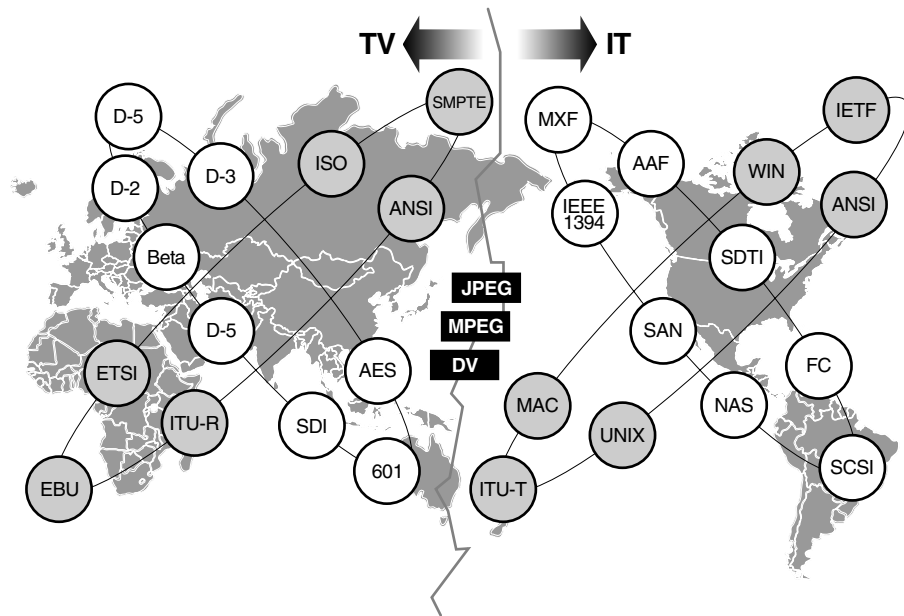 TV
IT
SMPTE
D-5
MXF
IETF
ISO
D-3
AAF
WIN
D-2
ANSI
IEEE
1394
ANSI
Beta
SDTI
JPEG
MPEG
D-5
SAN
DV
ETSI
AES
FC
MAC
NAS
ITU-R
SDI
UNIX
601
SCSI
EBU
ITU-T